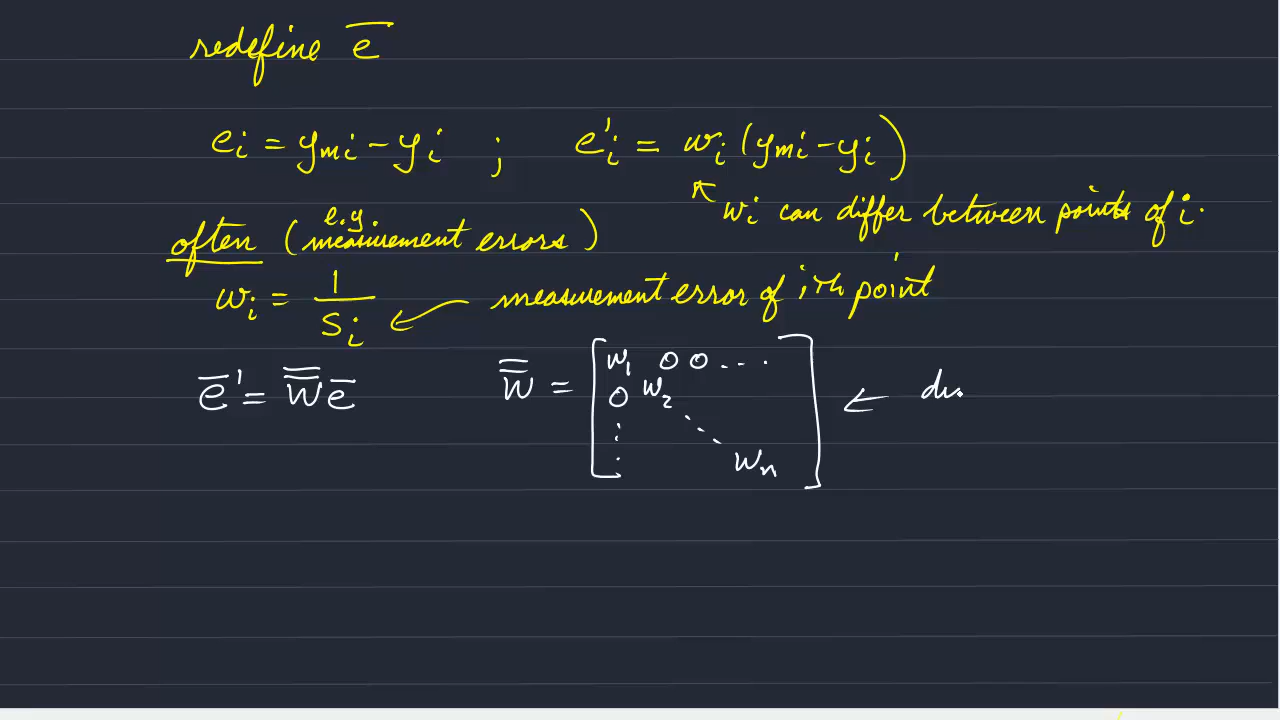 redefine e̅
eᵢ = yₘᵢ − yᵢ ; e'ᵢ = wᵢ (yₘᵢ − yᵢ)
wᵢ can differ between points of i.
often (e.g. measurement errors)
wᵢ = 1/Sᵢ ← measurement error of ith point
e̅' = W̿ e̅ W̿ = [ w₁ 0 0 ... ←
0 w₂
⋮ ⋱
wₙ ]